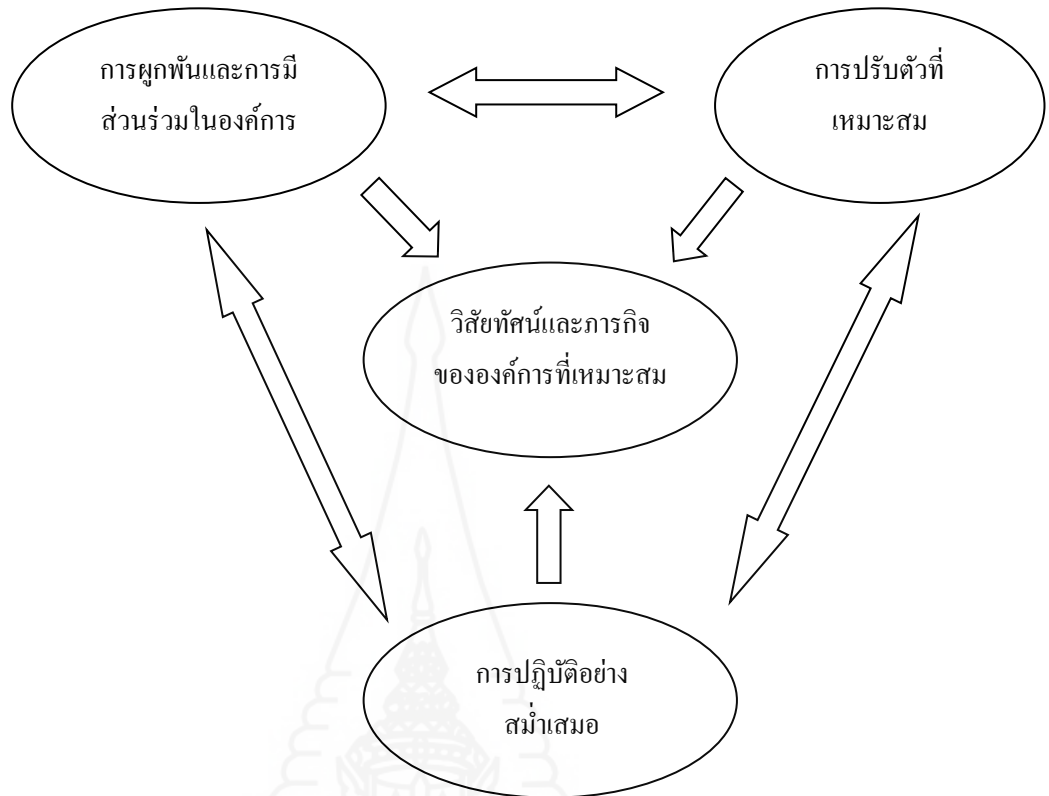 การผูกพันและการมี
ส่วนร่วมในองค์การ
การปรับตัวที่
เหมาะสม
วิสัยทัศน์และภารกิจ
ขององค์การที่เหมาะสม
การปฏิบัติอย่าง
สม่ำเสมอ